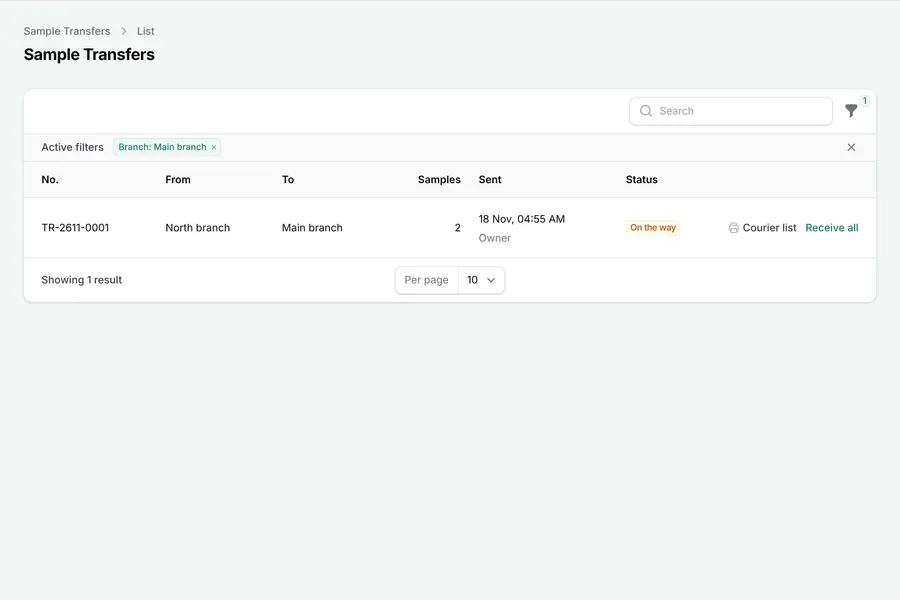 Sample Transfers > List
Sample Transfers
Search
1
Active filters Branch: Main branch ×
No. From To Samples Sent Status
TR-2611-0001 North branch Main branch 2 18 Nov, 04:55 AM On the way Courier list Receive all
Owner
Showing 1 result Per page 10